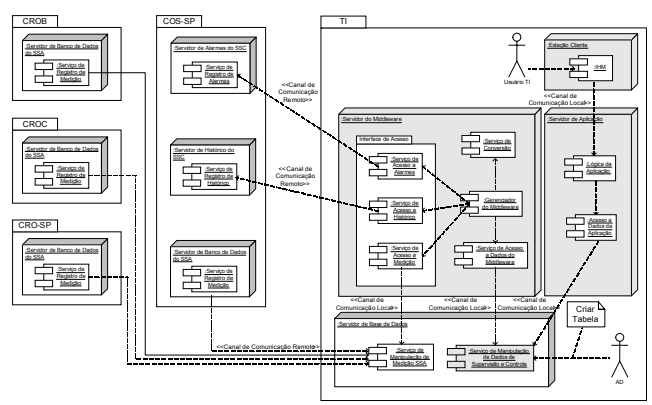 CROB
:Servidor de Banco de Dados
do SSA
:Serviço de
Registro de
Medição
CROC
:Servidor de Banco de Dados
do SSA
:Serviço de
Registro de
Medição
CRO-SP
:Servidor de Banco de Dados
do SSA
:Serviço de
Registro de
Medição
COS-SP
:Servidor de Alarmes do SSC
:Serviço de
Registro de
Alarmes
:Servidor de Histórico do
SSC
:Serviço de
Registro de
Histórico
:Servidor de Banco de Dados do
SSA
:Serviço de
Registro de
Medição
<<Canal de
Comunicação
Remoto>>
<<Canal de
Comunicação
Remoto>>
<<Canal de Comunicação Remoto>>
TI
Usuário TI
:Estação Cliente
:IHM
<<Canal de
Comunicação Local>>
:Servidor do Middleware
Interface de Acesso
:Serviço de
Acesso a
Alarmes
:Serviço de
Acesso a
Histórico
:Serviço de
Acesso a
Medição
:Serviço de
Conversão
:Gerenciador
do Middleware
:Serviço de Acesso
a Dados do
Middleware
:Servidor de Aplicação
:Lógica da
Aplicação
:Acesso a
Dados da
Aplicação
<<Canal de
Comunicação Local>>
<<Canal de
Comunicação Local>>
<<Canal de
Comunicação Local>>
:Servidor de Base de Dados
:Serviço de
Manipulação de
Medição SSA
:Serviço de Manipulação
de Dados de
Supervisão e Controle
Criar
Tabela
AD